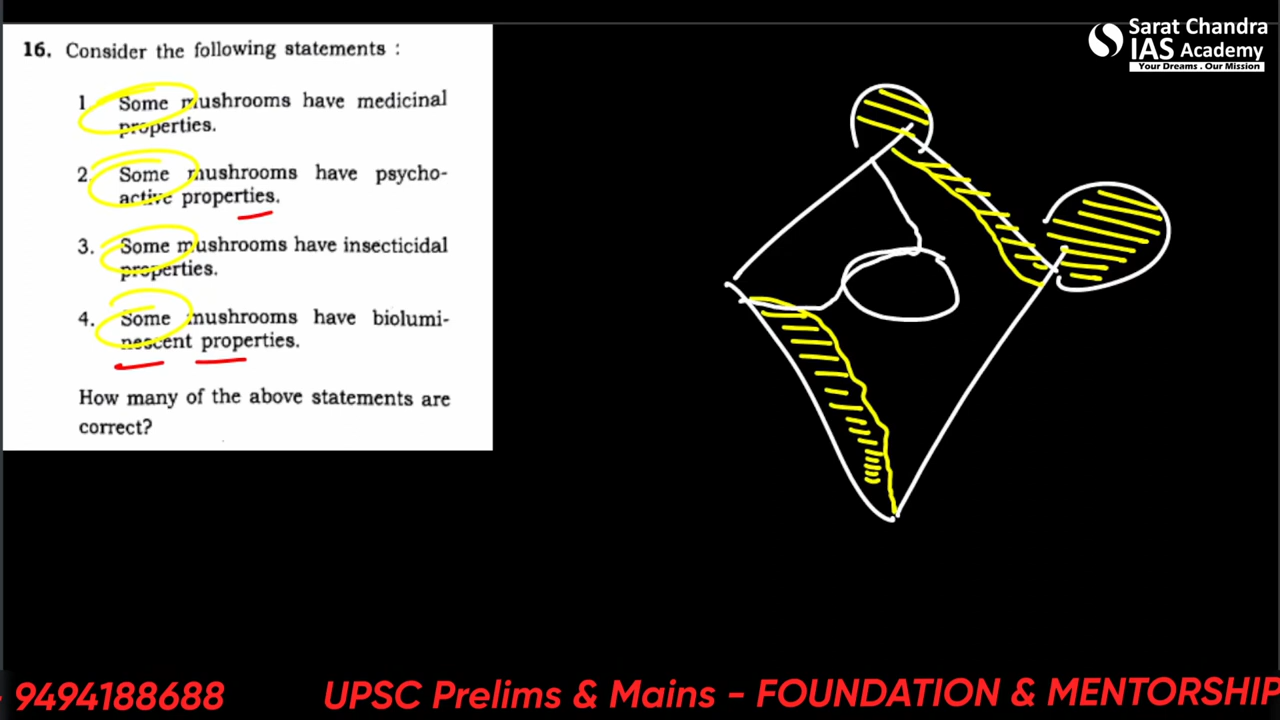 Sarat Chandra
IAS Academy
Your Dreams . Our Mission
16. Consider the following statements :
1. Some mushrooms have medicinal
properties.
2. Some mushrooms have psycho-
active properties.
3. Some mushrooms have insecticidal
properties.
4. Some mushrooms have biolumi-
nescent properties.
How many of the above statements are
correct?
- 9494188688 UPSC Prelims & Mains - FOUNDATION & MENTORSHIP